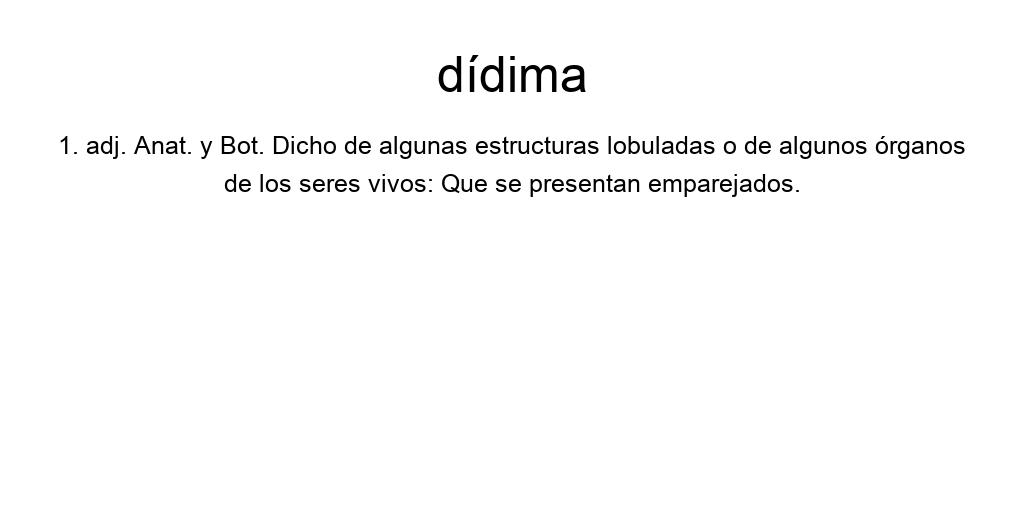 dídima
1. adj. Anat. y Bot. Dicho de algunas estructuras lobuladas o de algunos órganos
de los seres vivos: Que se presentan emparejados.